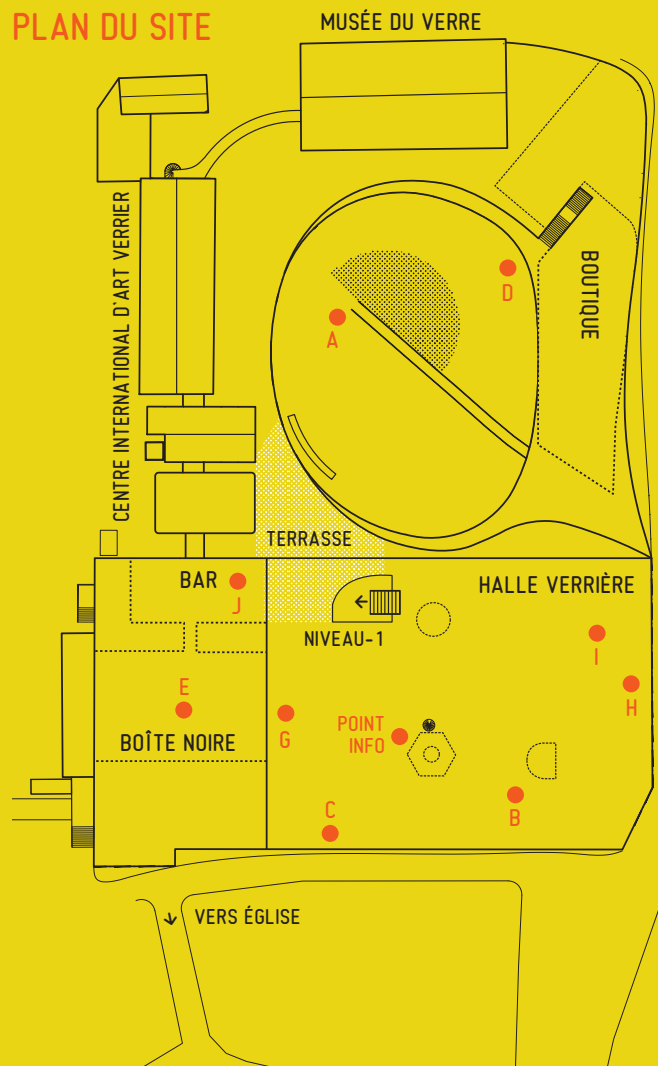 PLAN DU SITE
MUSÉE DU VERRE
CENTRE INTERNATIONAL D'ART VERRIER
BOUTIQUE
D
A
TERRASSE
BAR
J
HALLE VERRIÈRE
NIVEAU-1
I
E
H
BOÎTE NOIRE
G
POINT
INFO
C
B
VERS ÉGLISE